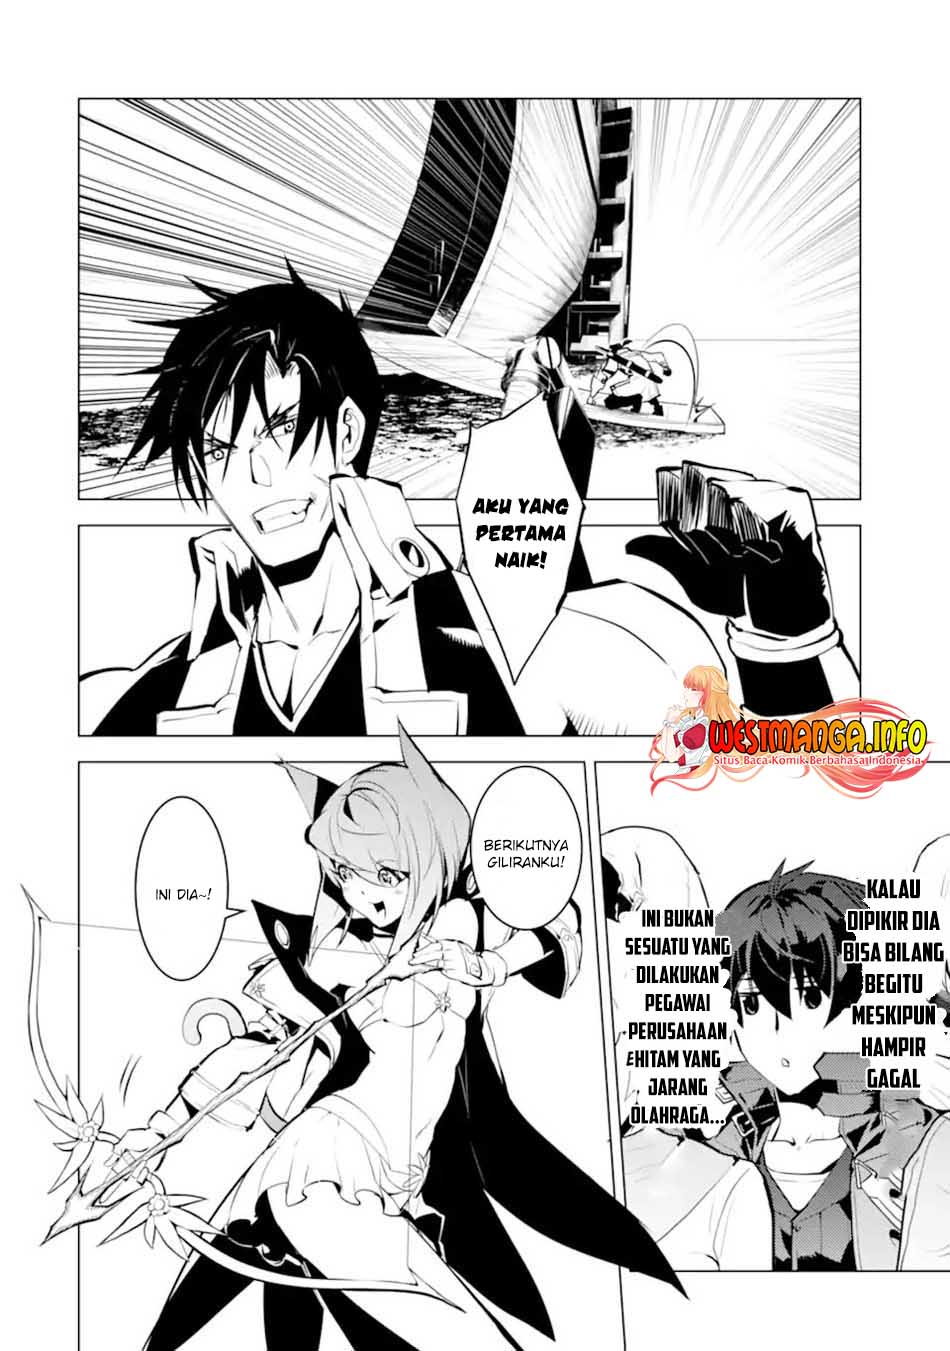 AKU YANG
PERTAMA
NAIK!
WESTMANGA.INFO
Situs Baca Komik Berbahasa Indonesia
KALAU
DIPIKIR DIA
BISA BILANG
BEGITU
MESKIPUN
HAMPIR
GAGAL
INI BUKAN
SESUATU YANG
DILAKUKAN
PEGAWAI
PERUSAHAAN
HITAM YANG
JARANG
OLAHRAGA...
BERIKUTNYA
GILIRANKU!
INI DIA~!